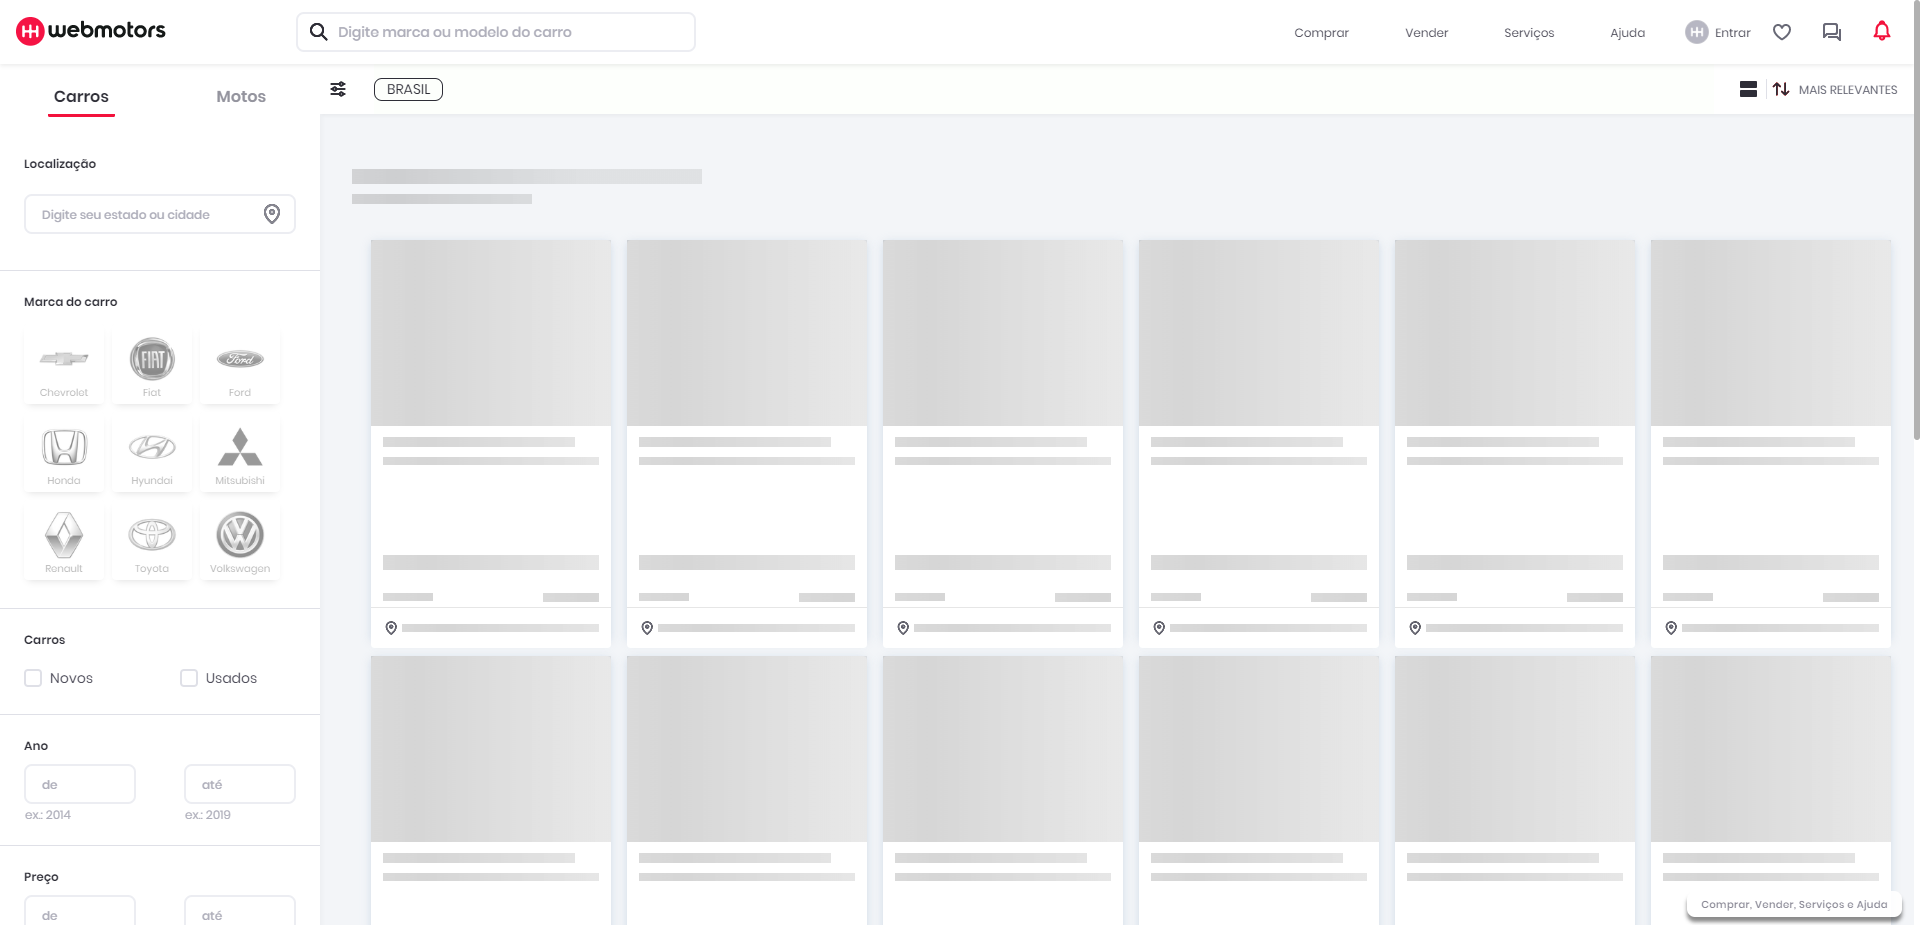 webmotors
Digite marca ou modelo do carro
Comprar
Vender
Serviços
Ajuda
Entrar
Carros
Motos
BRASIL
MAIS RELEVANTES
Localização
Digite seu estado ou cidade
Marca do carro
FIAT
Ford
Chevrolet
Fiat
Ford
Honda
Hyundai
Mitsubishi
Renault
Toyota
Volkswagen
Carros
Novos
Usados
Ano
de
até
ex.: 2014
ex.: 2019
Preço
de
até
Comprar, Vender, Serviços e Ajuda